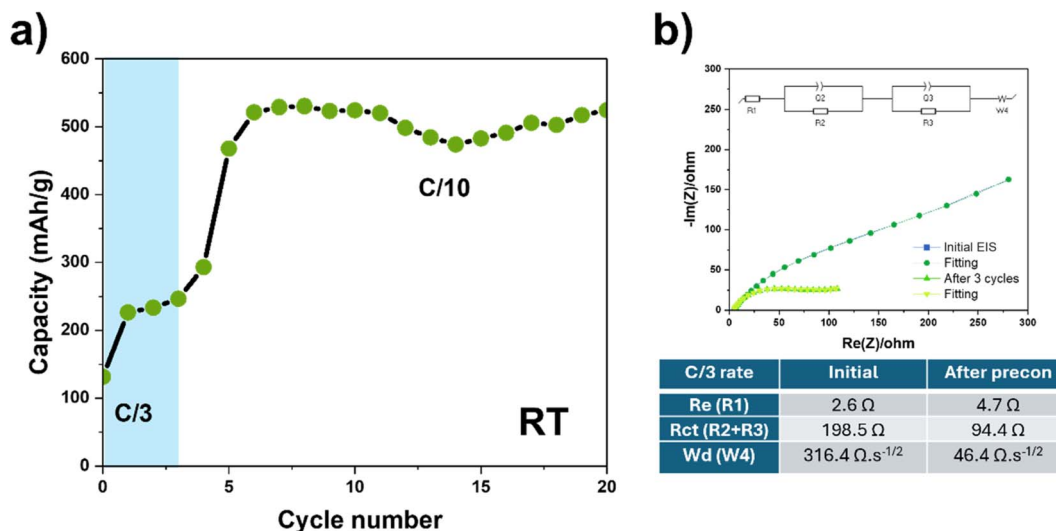 a)
600
500
400
300
200
100
0
Capacity (mAh/g)
C/3
C/10
RT
0 5 10 15 20
Cycle number
b)
300
250
200
150
100
50
0
-Im(Z)/ohm
R1 Q2 R2 Q3 R3 W4
Initial EIS
Fitting
After 3 cycles
Fitting
0 50 100 150 200 250 300
Re(Z)/ohm
C/3 rate Initial After precon
Re (R1) 2.6 Ω 4.7 Ω
Rct (R2+R3) 198.5 Ω 94.4 Ω
Wd (W4) 316.4 Ω.s-1/2 46.4 Ω.s-1/2